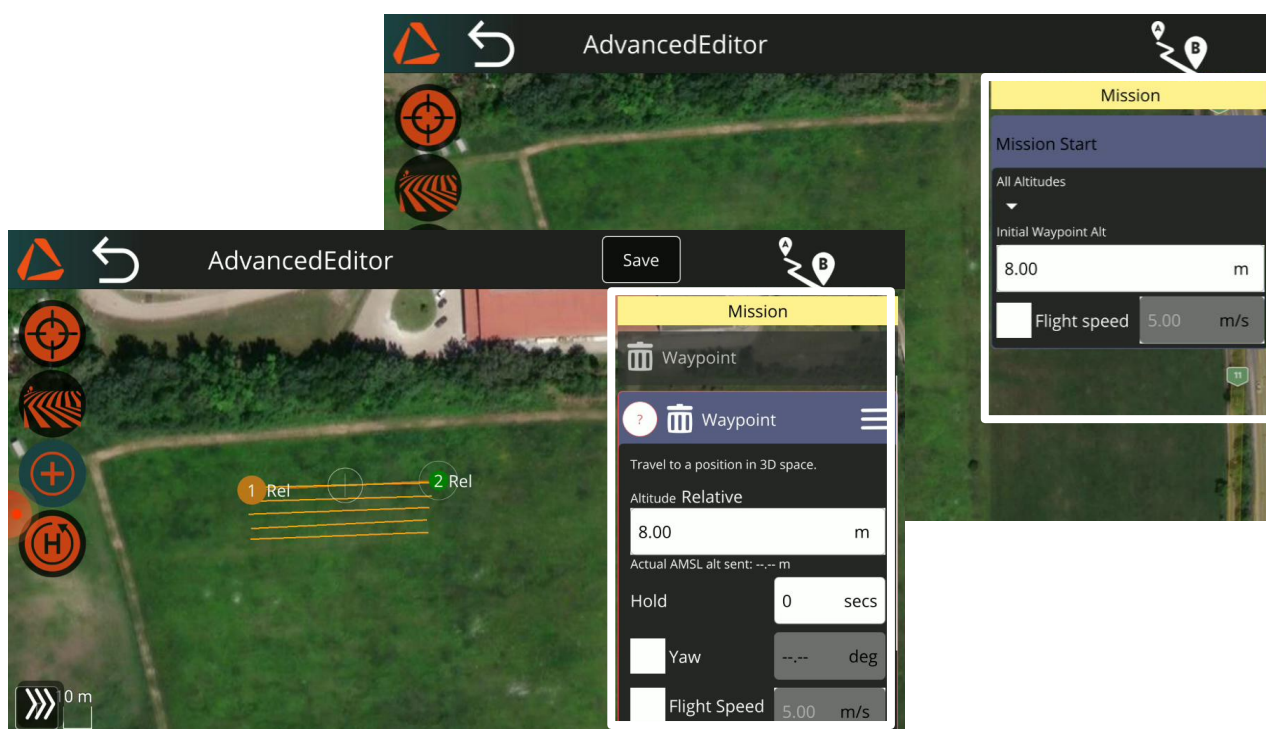 AdvancedEditor
A
B
Mission
Mission Start
All Altitudes
Initial Waypoint Alt
8.00 m
Flight speed 5.00 m/s
11
AdvancedEditor
Save
A
B
Mission
Waypoint
? Waypoint
Travel to a position in 3D space.
Altitude Relative
8.00 m
Actual AMSL alt sent: --.-- m
Hold 0 secs
Yaw --.-- deg
Flight Speed 5.00 m/s
1 Rel
2 Rel
H
0 m